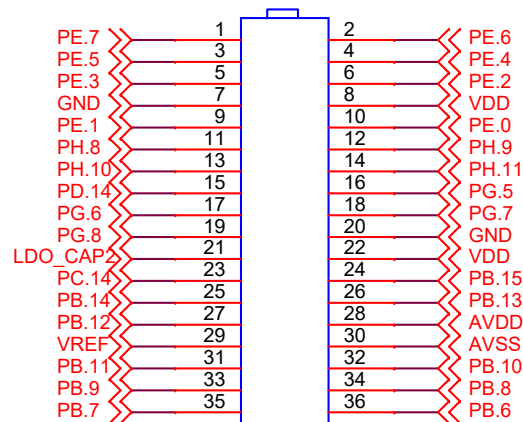 PE.7 1 2 PE.6
PE.5 3 4 PE.4
PE.3 5 6 PE.2
GND 7 8 VDD
PE.1 9 10 PE.0
PH.8 11 12 PH.9
PH.10 13 14 PH.11
PD.14 15 16 PG.5
PG.6 17 18 PG.7
PG.8 19 20 GND
LDO_CAP2 21 22 VDD
PC.14 23 24 PB.15
PB.14 25 26 PB.13
PB.12 27 28 AVDD
VREF 29 30 AVSS
PB.11 31 32 PB.10
PB.9 33 34 PB.8
PB.7 35 36 PB.6